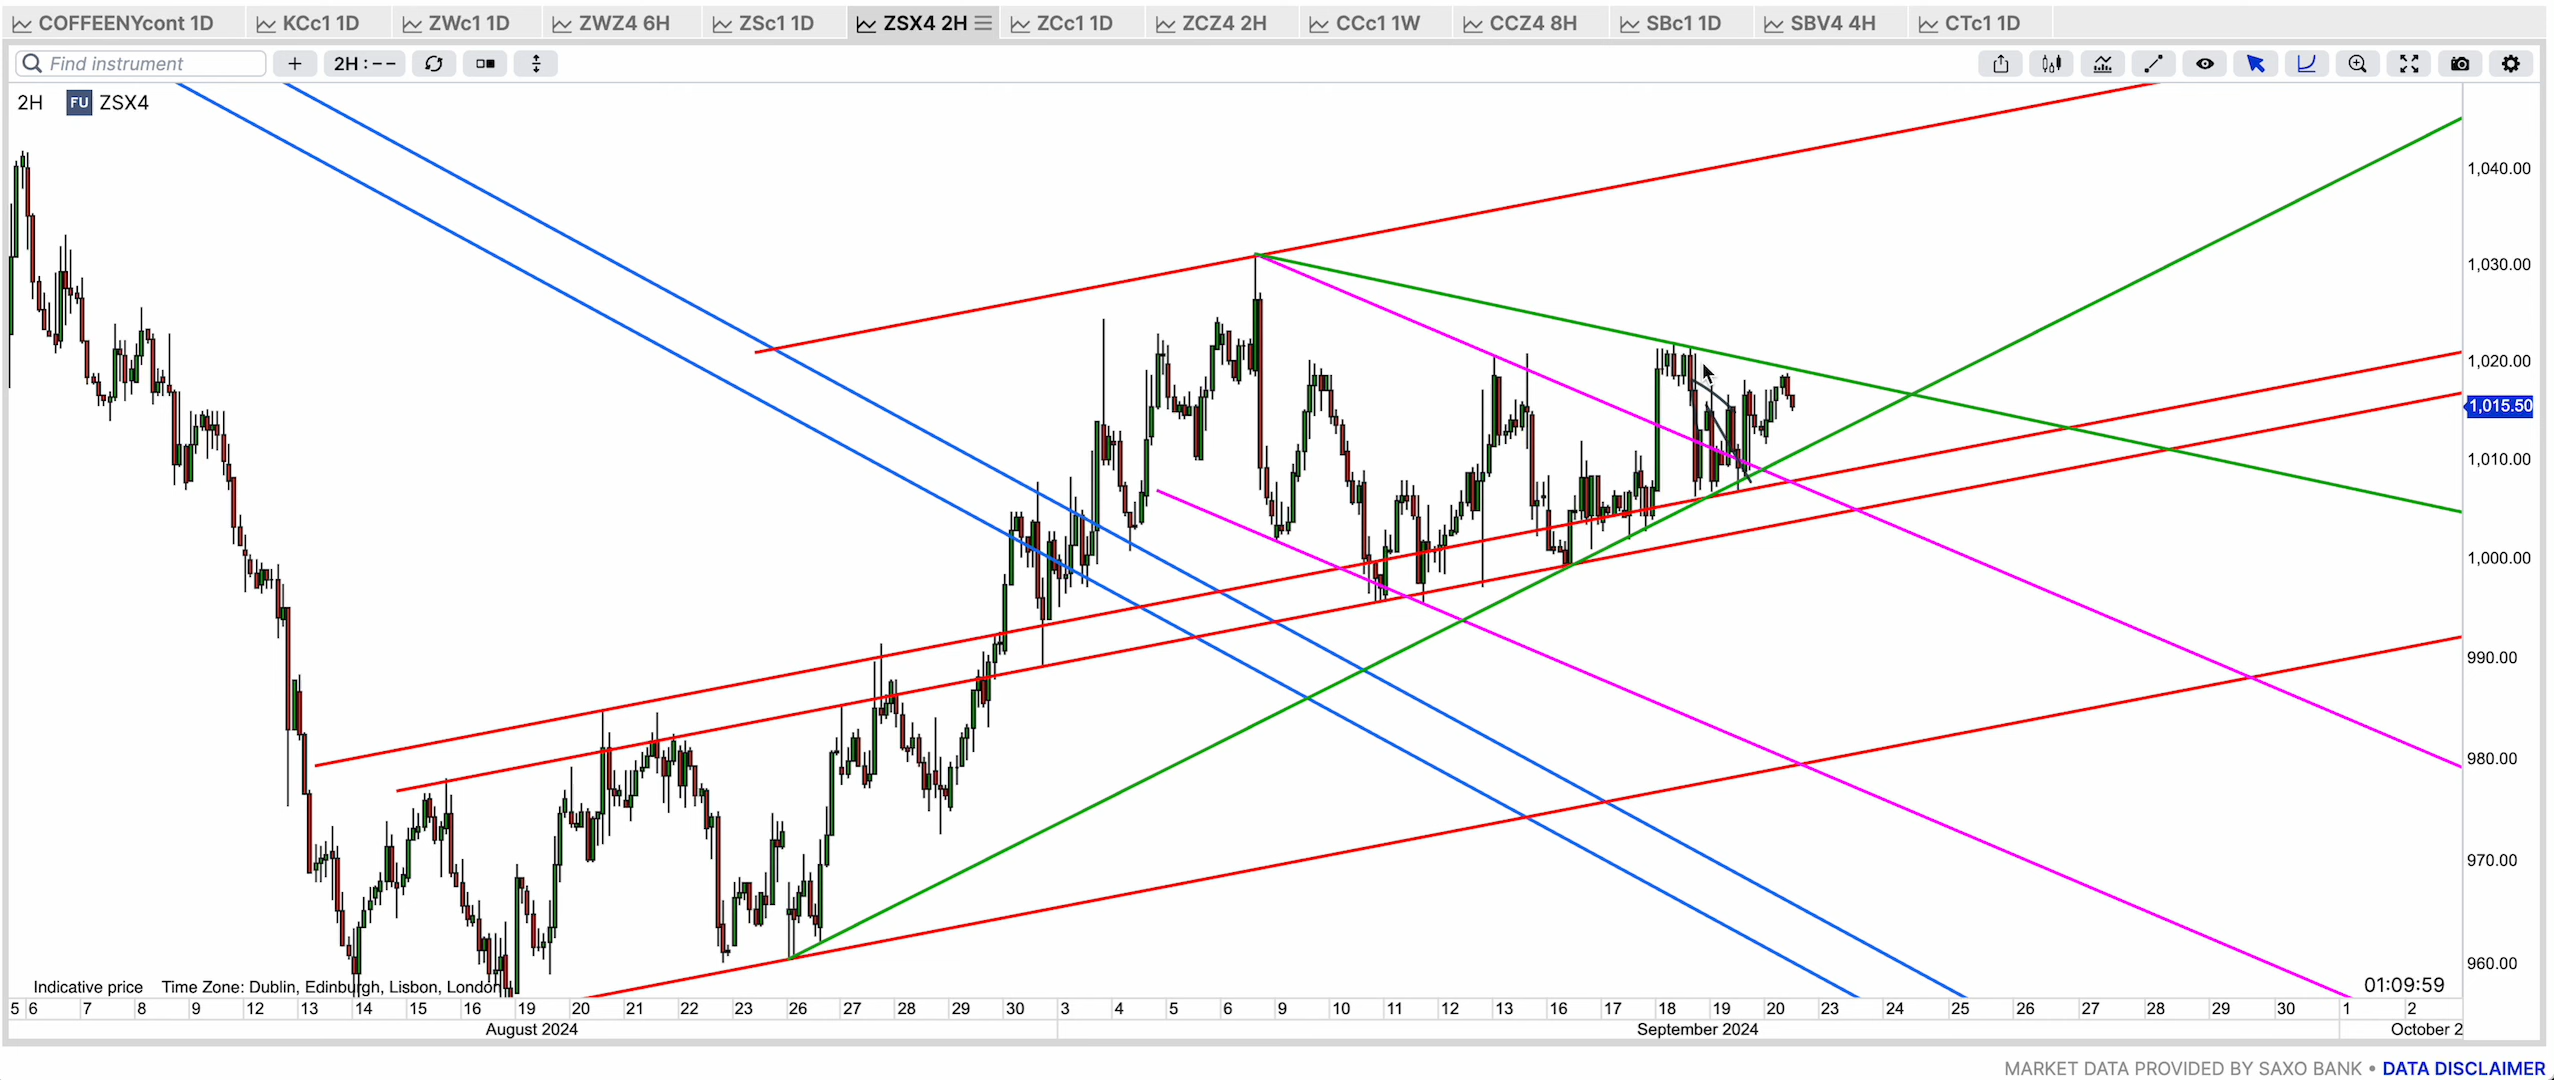 COFFEENYcont 1D KCc1 1D ZWc1 1D ZWZ4 6H ZSc1 1D ZSX4 2H ZCc1 1D ZCZ4 2H CCc1 1W CCZ4 8H SBc1 1D SBV4 4H CTc1 1D
Find instrument + 2H : --
2H FU ZSX4
1,040.00
1,030.00
1,020.00
1,015.50
1,010.00
1,000.00
990.00
980.00
970.00
960.00
Indicative price Time Zone: Dublin, Edinburgh, Lisbon, London 01:09:59
5 6 7 8 9 12 13 14 15 16 19 20 21 22 23 26 27 28 29 30 3 4 5 6 9 10 11 12 13 16 17 18 19 20 23 24 25 26 27 28 29 30 1 2
August 2024 September 2024 October 2
MARKET DATA PROVIDED BY SAXO BANK • DATA DISCLAIMER